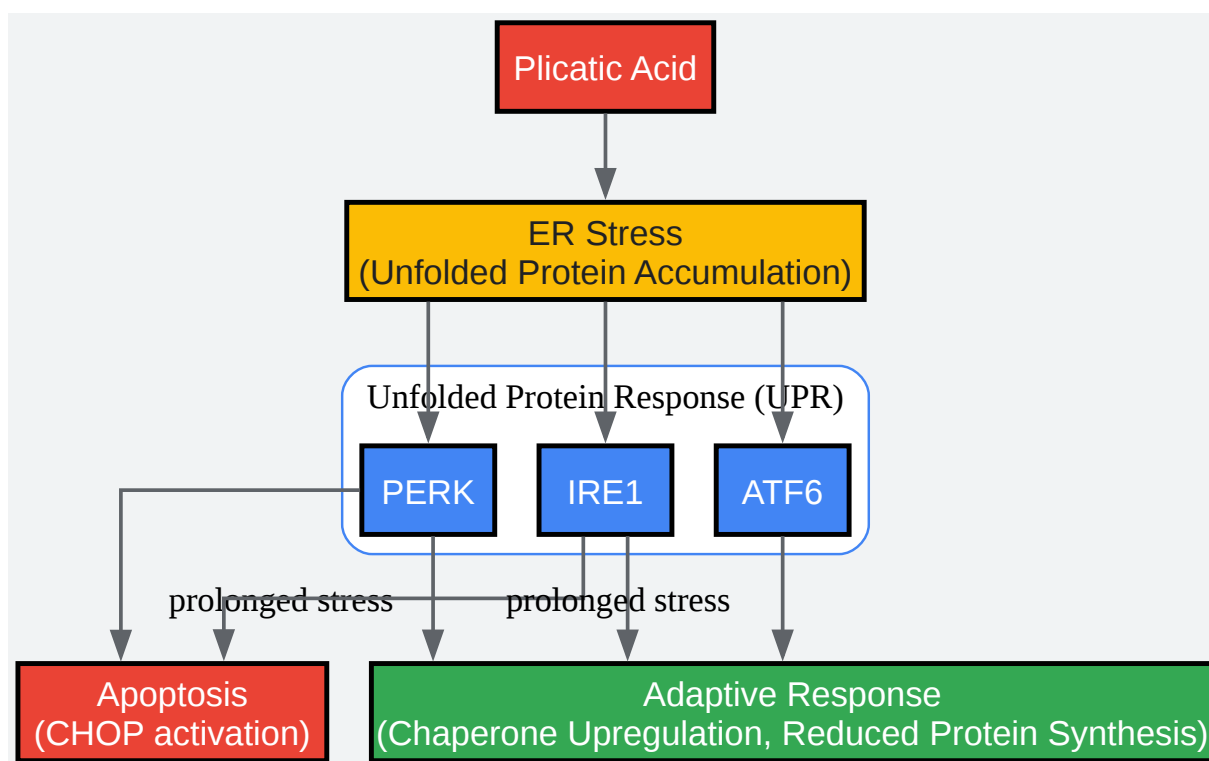 Plicatic Acid
ER Stress
(Unfolded Protein Accumulation)
Unfolded Protein Response (UPR)
PERK
IRE1
ATF6
prolonged stress
prolonged stress
Apoptosis
(CHOP activation)
Adaptive Response
(Chaperone Upregulation, Reduced Protein Synthesis)